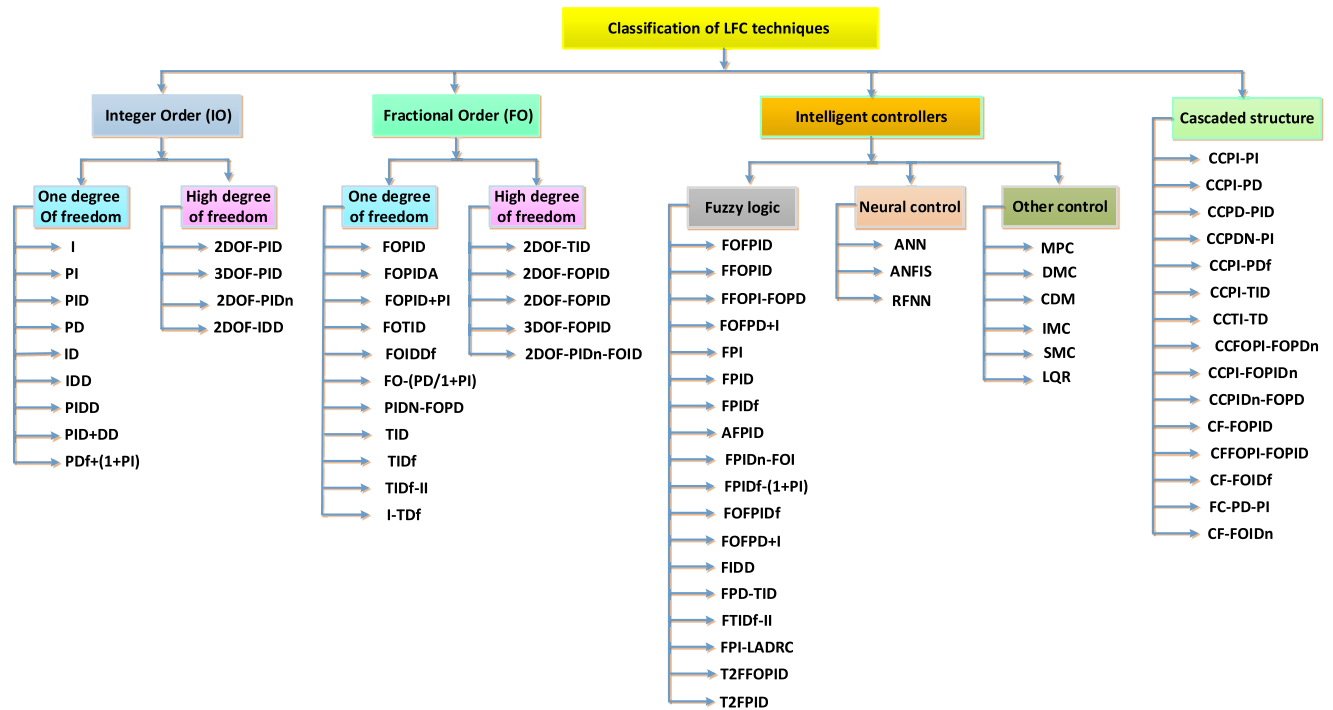 Classification of LFC techniques
Integer Order (IO)
One degree
Of freedom
I
PI
PID
PD
ID
IDD
PIDD
PID+DD
PDf+(1+PI)
High degree
of freedom
2DOF-PID
3DOF-PID
2DOF-PIDn
2DOF-IDD
Fractional Order (FO)
One degree
of freedom
FOPID
FOPIDA
FOPID+PI
FOTID
FOIDDf
FO-(PD/1+PI)
PIDN-FOPD
TID
TIDf
TIDf-II
I-TDf
High degree
of freedom
2DOF-TID
2DOF-FOPID
2DOF-FOPID
3DOF-FOPID
2DOF-PIDn-FOID
Intelligent controllers
Fuzzy logic
FOFPID
FFOPID
FFOPI-FOPD
FOFPD+I
FPI
FPID
FPIDf
AFPID
FPIDn-FOI
FPIDf-(1+PI)
FOFPIDf
FOFPD+I
FIDD
FPD-TID
FTIDf-II
FPI-LADRC
T2FFOPID
T2FPID
Neural control
ANN
ANFIS
RFNN
Other control
MPC
DMC
CDM
IMC
SMC
LQR
Cascaded structure
CCPI-PI
CCPI-PD
CCPD-PID
CCPDN-PI
CCPI-PDf
CCPI-TID
CCTI-TD
CCFOPI-FOPDn
CCPI-FOPIDn
CCPIDn-FOPD
CF-FOPID
CFFOPI-FOPID
CF-FOIDf
FC-PD-PI
CF-FOIDn